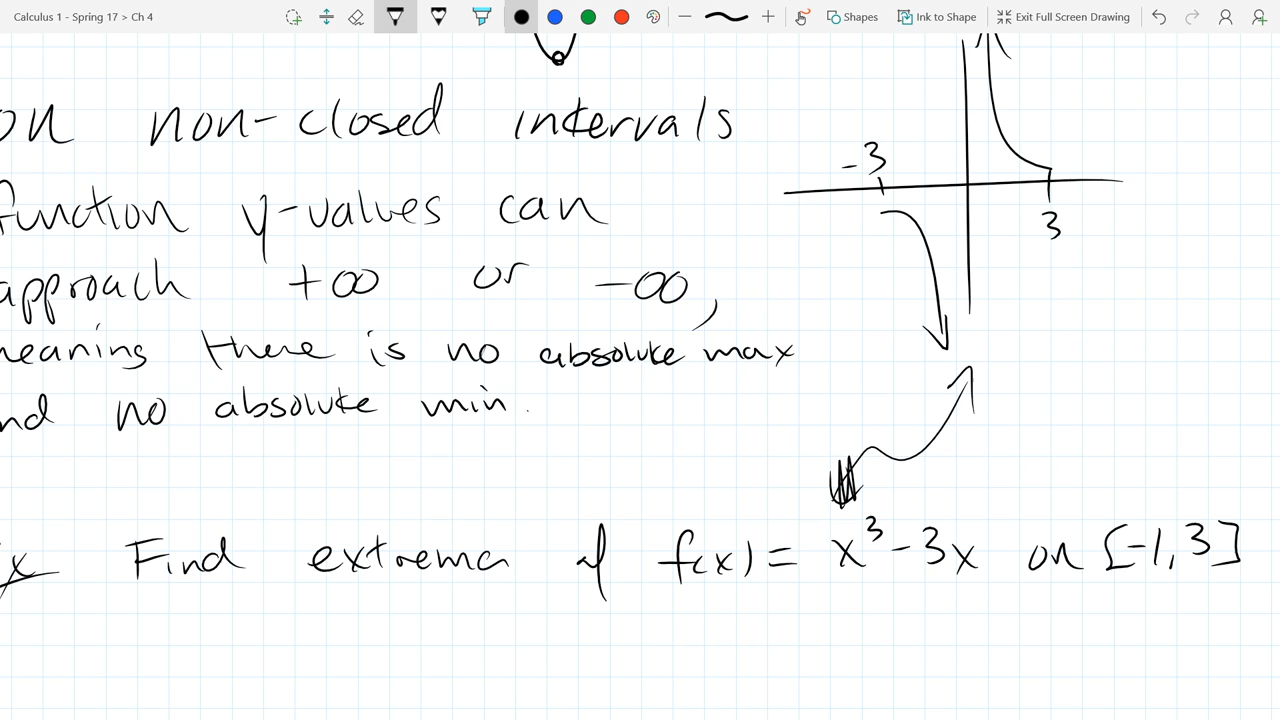 Calculus 1 - Spring 17 > Ch 4
Shapes
Ink to Shape
Exit Full Screen Drawing
on non-closed intervals
function y-values can
approach +∞ or -∞,
meaning there is no absolute max
and no absolute min.
-3
3
Ex Find extrema of f(x) = x³-3x on [-1,3]